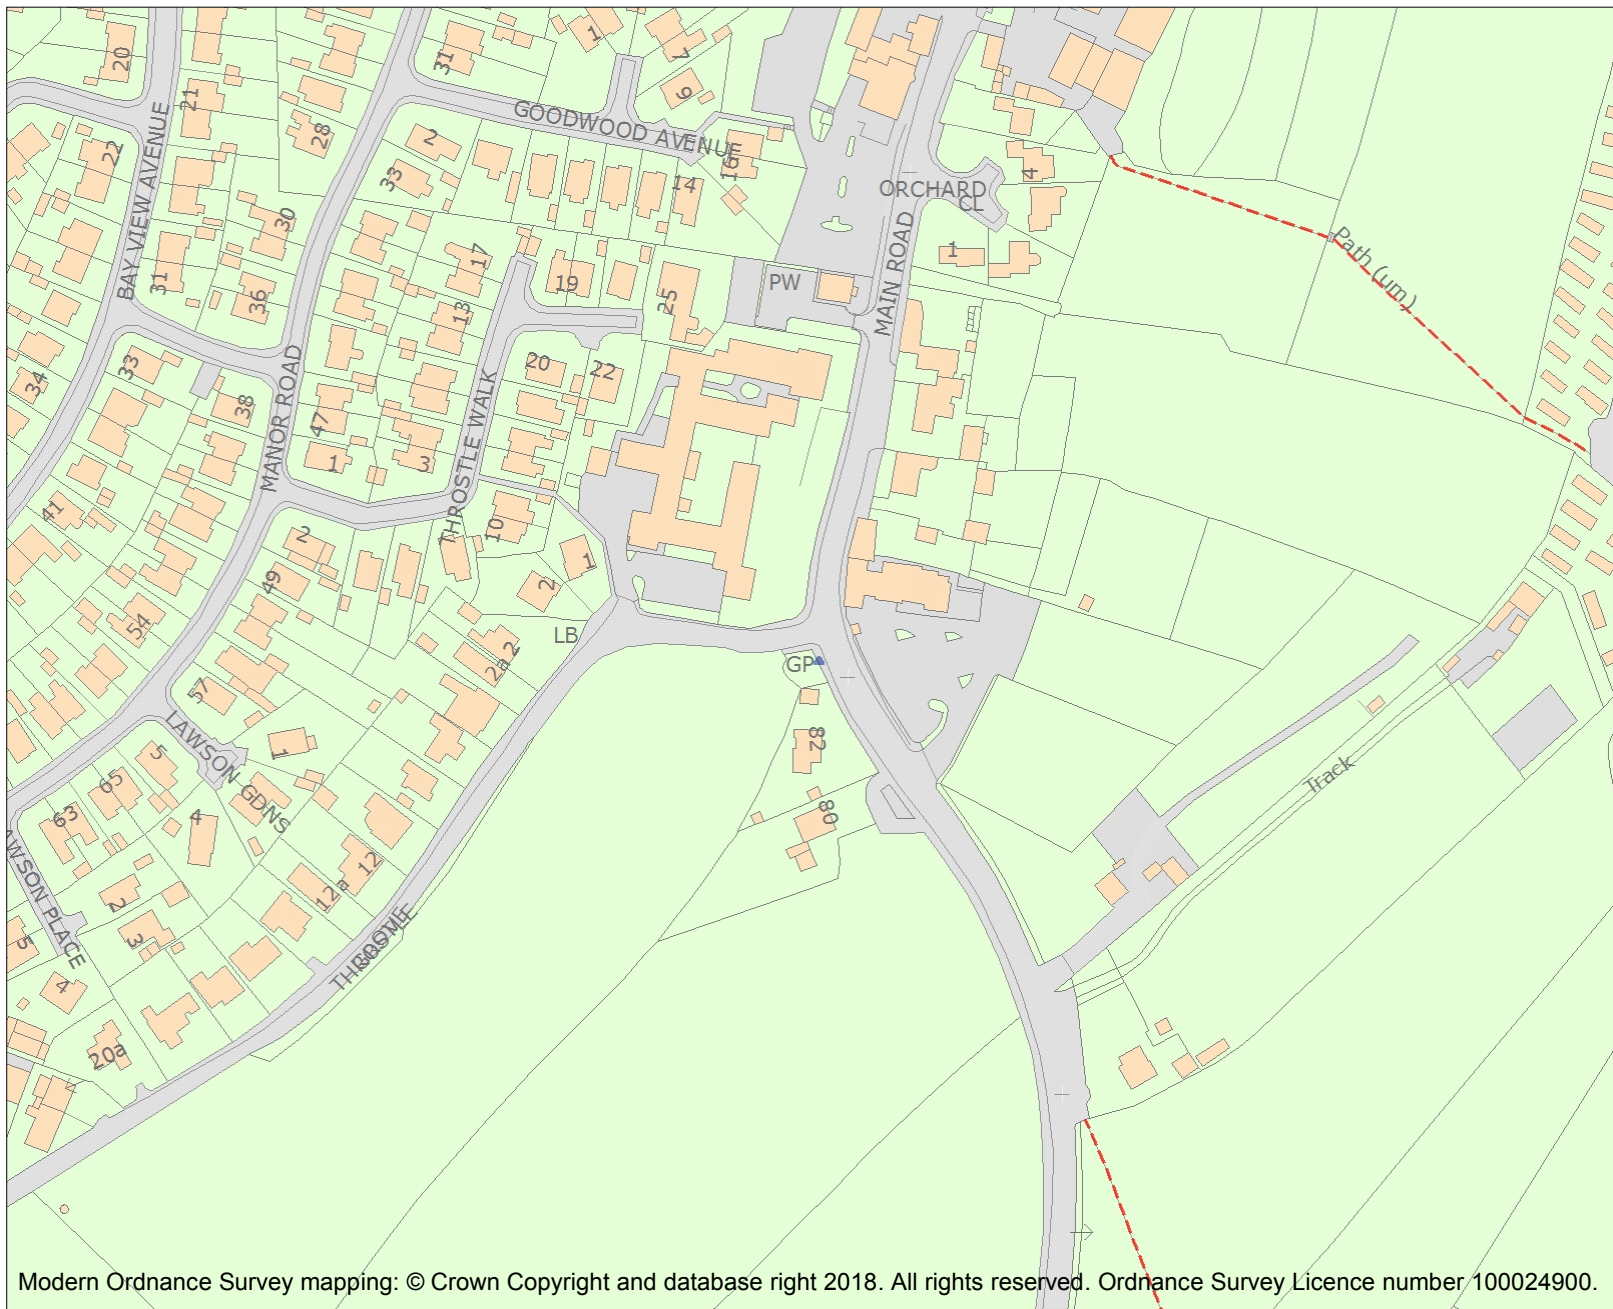 20
31
1
7
9
21
GOODWOOD AVENUE
28
2
22
BAY VIEW AVENUE
16
33
14
4
ORCHARD
CL
30
MAIN ROAD
17
1
Path (um)
31
19
PW
25
36
13
33
20
22
34
MANOR ROAD
38
THROSTLE WALK
47
1
3
41
10
2
1
49
2
54
LB
2
2a
GP
57
82
LAWSON GDNS
1
5
65
Track
63
4
80
LAWSON PLACE
12
12a
2
5
3
THROSTLE
GROVE
4
20a
Modern Ordnance Survey mapping: © Crown Copyright and database right 2018. All rights reserved. Ordnance Survey Licence number 100024900.